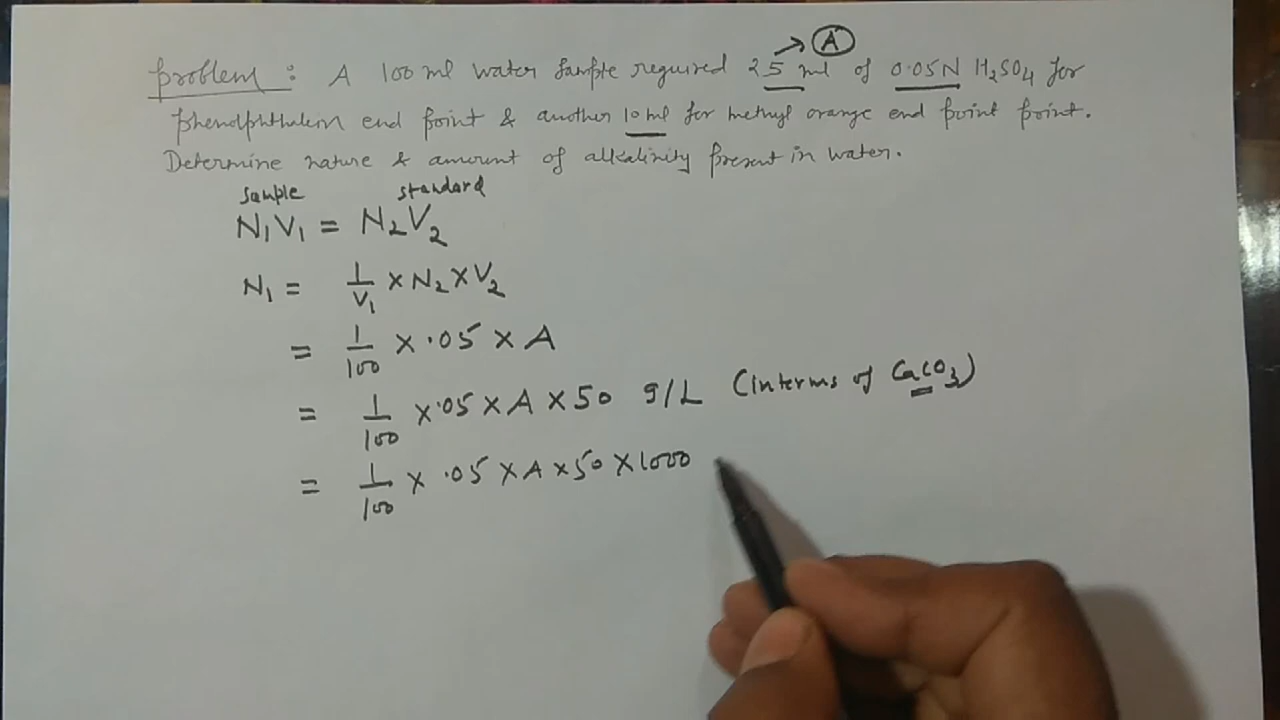 problem : A 100 ml water sample required 25 ml of 0.05N H₂SO₄ for
→ A
phenolphthalein end point & another 10 ml for methyl orange end point point.
Determine nature & amount of alkalinity present in water.
sample standard
N₁V₁ = N₂V₂
N₁ = 1/V₁ × N₂ × V₂
= 1/100 × .05 × A
= 1/100 × .05 × A × 50 g/L (interms of CaCO₃)
= 1/100 × .05 × A × 50 × 1000